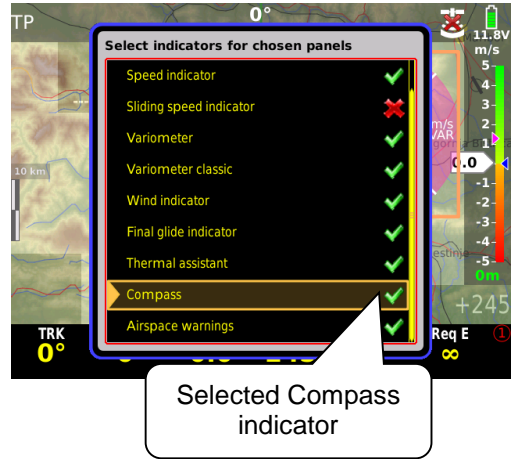 TP
0°
11.8V
m/s
Select indicators for chosen panels
Speed indicator
Sliding speed indicator
Variometer
Variometer classic
Wind indicator
Final glide indicator
Thermal assistant
Compass
Airspace warnings
10 km
m/s
VAR
5
4
3
2
1
0.0
-1
-2
-3
-4
-5
0m
+245
TRK
0°
Req E
∞
①
Selected Compass
indicator